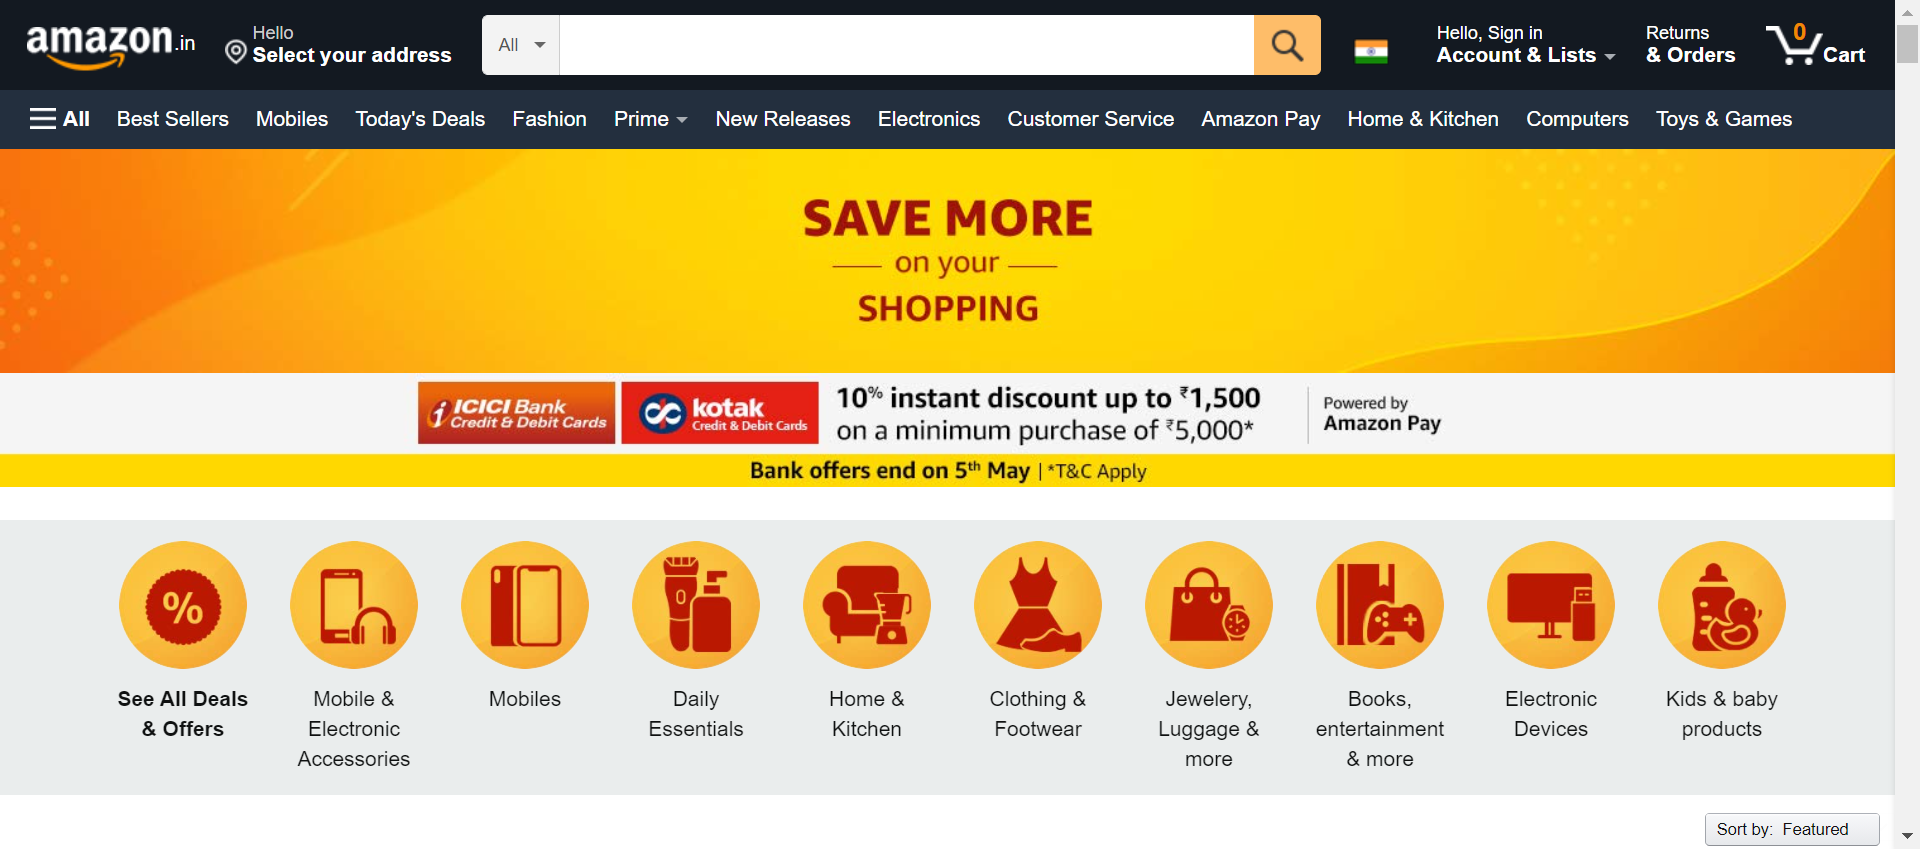 amazon.in
Hello
Select your address
All
Hello, Sign in
Account & Lists
Returns
& Orders
0
Cart
All
Best Sellers
Mobiles
Today's Deals
Fashion
Prime
New Releases
Electronics
Customer Service
Amazon Pay
Home & Kitchen
Computers
Toys & Games
SAVE MORE
on your
SHOPPING
ICICI Bank
Credit & Debit Cards
kotak
Credit & Debit Cards
10% instant discount up to ₹1,500
on a minimum purchase of ₹5,000*
Powered by
Amazon Pay
Bank offers end on 5th May | *T&C Apply
%
See All Deals
& Offers
Mobile &
Electronic
Accessories
Mobiles
Daily
Essentials
Home &
Kitchen
Clothing &
Footwear
Jewelery,
Luggage &
more
Books,
entertainment
& more
Electronic
Devices
Kids & baby
products
Sort by: Featured